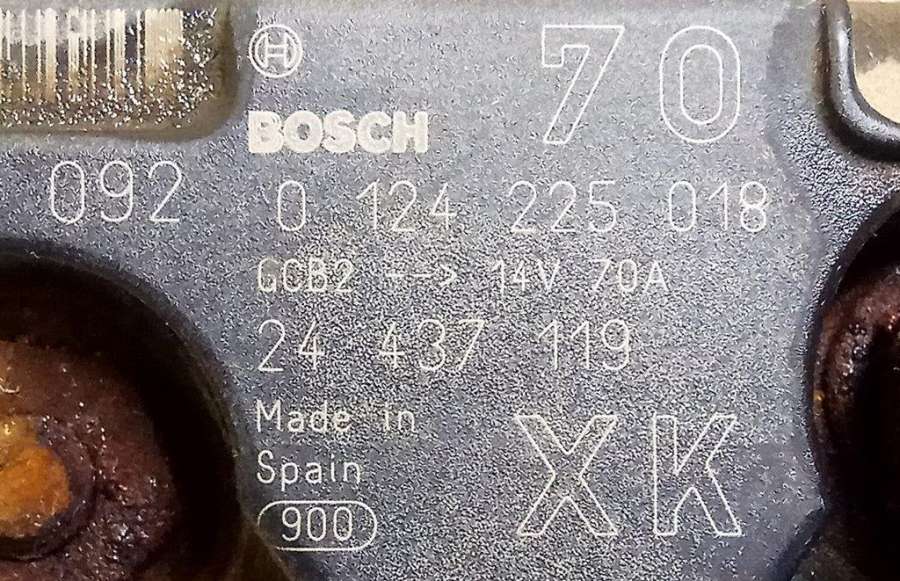 70
BOSCH
092 0 124 225 018
GCB2 --> 14V 70A
24 437 119
Made in
Spain
XK
900